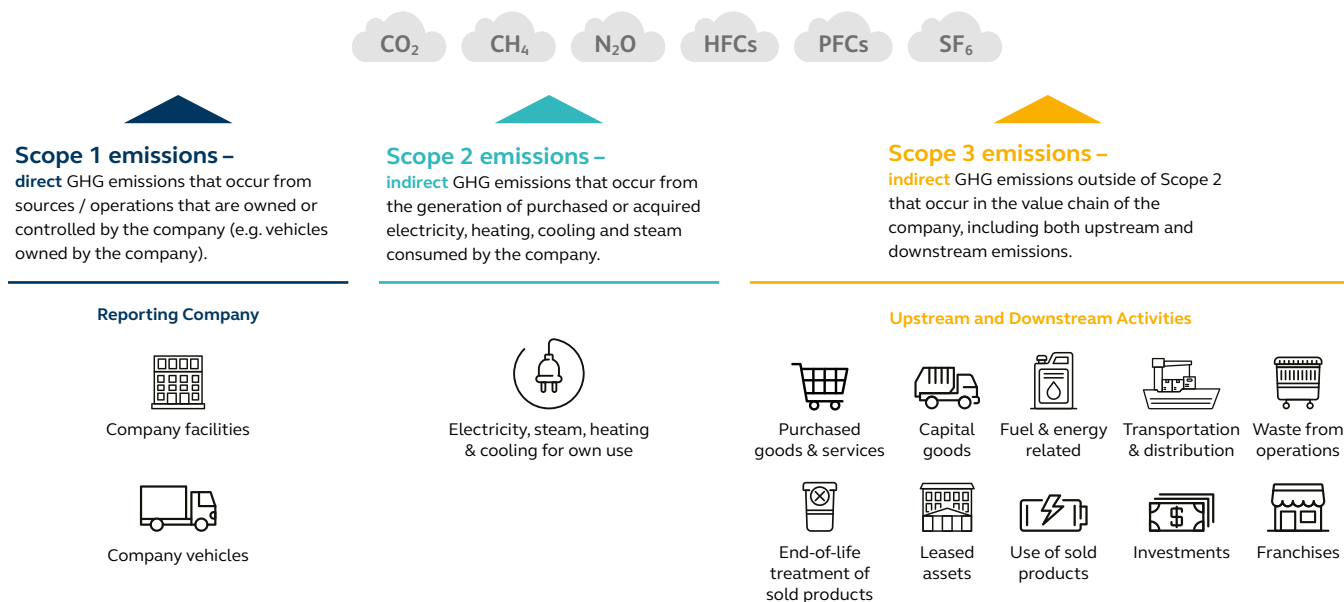 CO₂ CH₄ N₂O HFCs PFCs SF₆
Scope 1 emissions –
direct GHG emissions that occur from
sources / operations that are owned or
controlled by the company (e.g. vehicles
owned by the company).
Scope 2 emissions –
indirect GHG emissions that occur from
the generation of purchased or acquired
electricity, heating, cooling and steam
consumed by the company.
Scope 3 emissions –
indirect GHG emissions outside of Scope 2
that occur in the value chain of the
company, including both upstream and
downstream emissions.
Reporting Company
Company facilities
Company vehicles
Electricity, steam, heating
& cooling for own use
Upstream and Downstream Activities
Purchased
goods & services
Capital
goods
Fuel & energy
related
Transportation
& distribution
Waste from
operations
End-of-life
treatment of
sold products
Leased
assets
Use of sold
products
$
Investments
Franchises